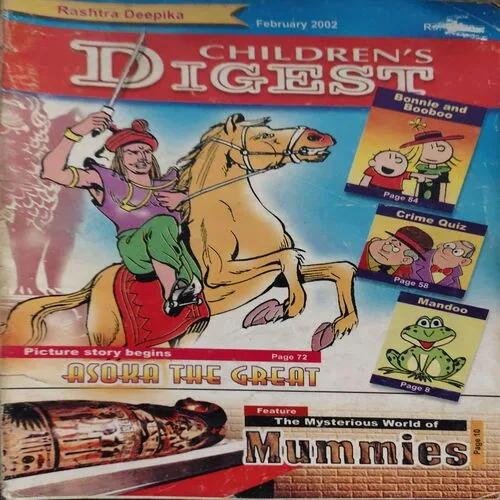 Rashtra Deepika
February 2002
CHILDREN'S
DIGEST
Bonnie and
Booboo
Page 84
Crime Quiz
Page 58
Mandoo
Page 8
Picture story begins
Page 72
ASOKA THE GREAT
Feature
The Mysterious World of
Mummies
Page 10